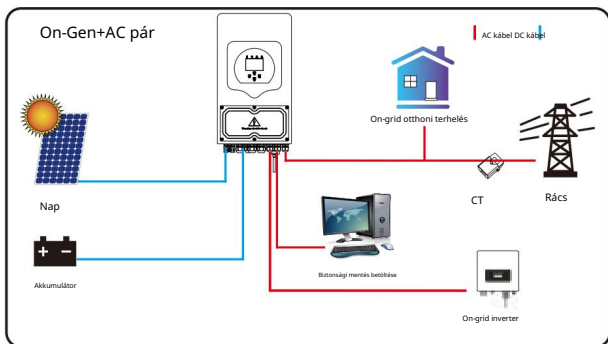 On-Gen+AC pár
AC kábel DC kábel
On-grid otthoni terhelés
CT
Rács
Nap
Biztonsági mentés betöltése
Akkumulátor
On-grid inverter